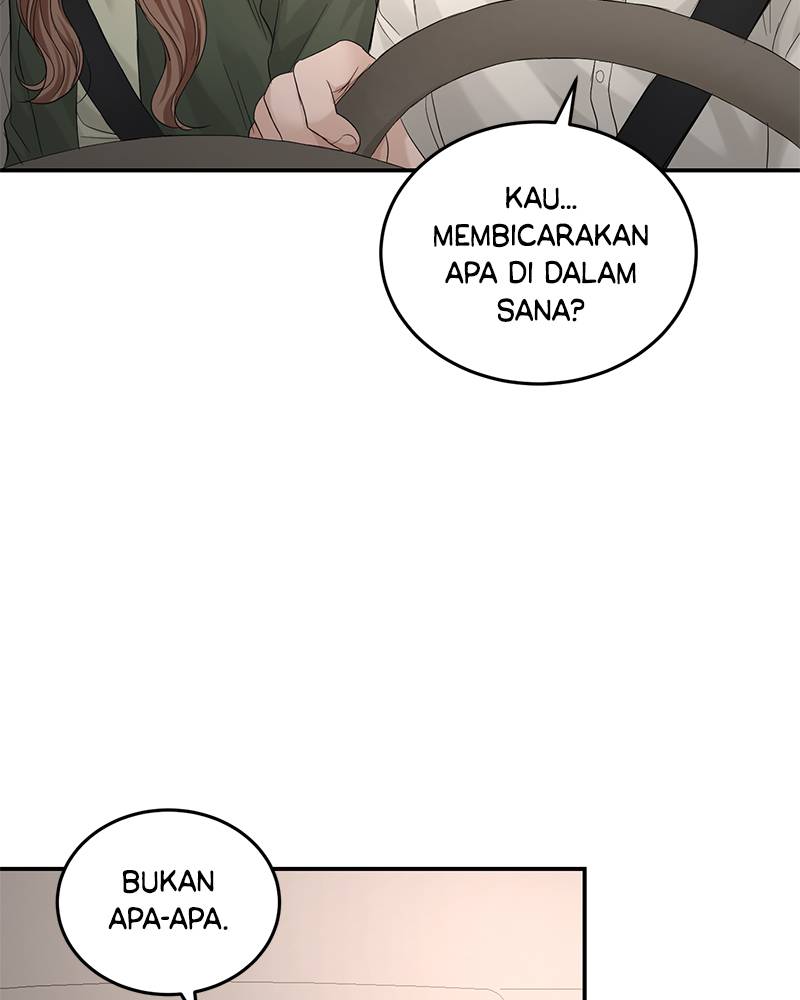 KAU...
MEMBICARAKAN
APA DI DALAM
SANA?
BUKAN
APA-APA.